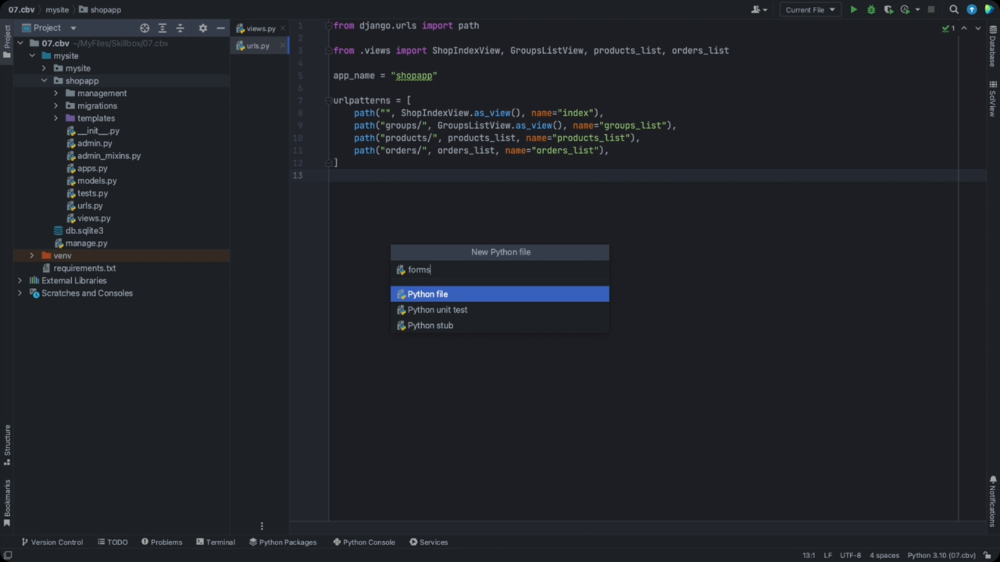 07.cbv mysite shopapp
Current File
Project
views.py
urls.py
07.cbv ~/MyFiles/Skillbox/07.cbv
mysite
mysite
shopapp
management
migrations
templates
__init__.py
admin.py
admin_mixins.py
apps.py
models.py
tests.py
urls.py
views.py
db.sqlite3
manage.py
venv
requirements.txt
External Libraries
Scratches and Consoles
Project
Structure
Bookmarks
1 from django.urls import path
2
3 from .views import ShopIndexView, GroupsListView, products_list, orders_list
4
5 app_name = "shopapp"
6
7 urlpatterns = [
8 path("", ShopIndexView.as_view(), name="index"),
9 path("groups/", GroupsListView.as_view(), name="groups_list"),
10 path("products/", products_list, name="products_list"),
11 path("orders/", orders_list, name="orders_list"),
12 ]
13
1
New Python file
forms
Python file
Python unit test
Python stub
Database
SciView
Notifications
Version Control TODO Problems Terminal Python Packages Python Console Services
13:1 LF UTF-8 4 spaces Python 3.10 (07.cbv)